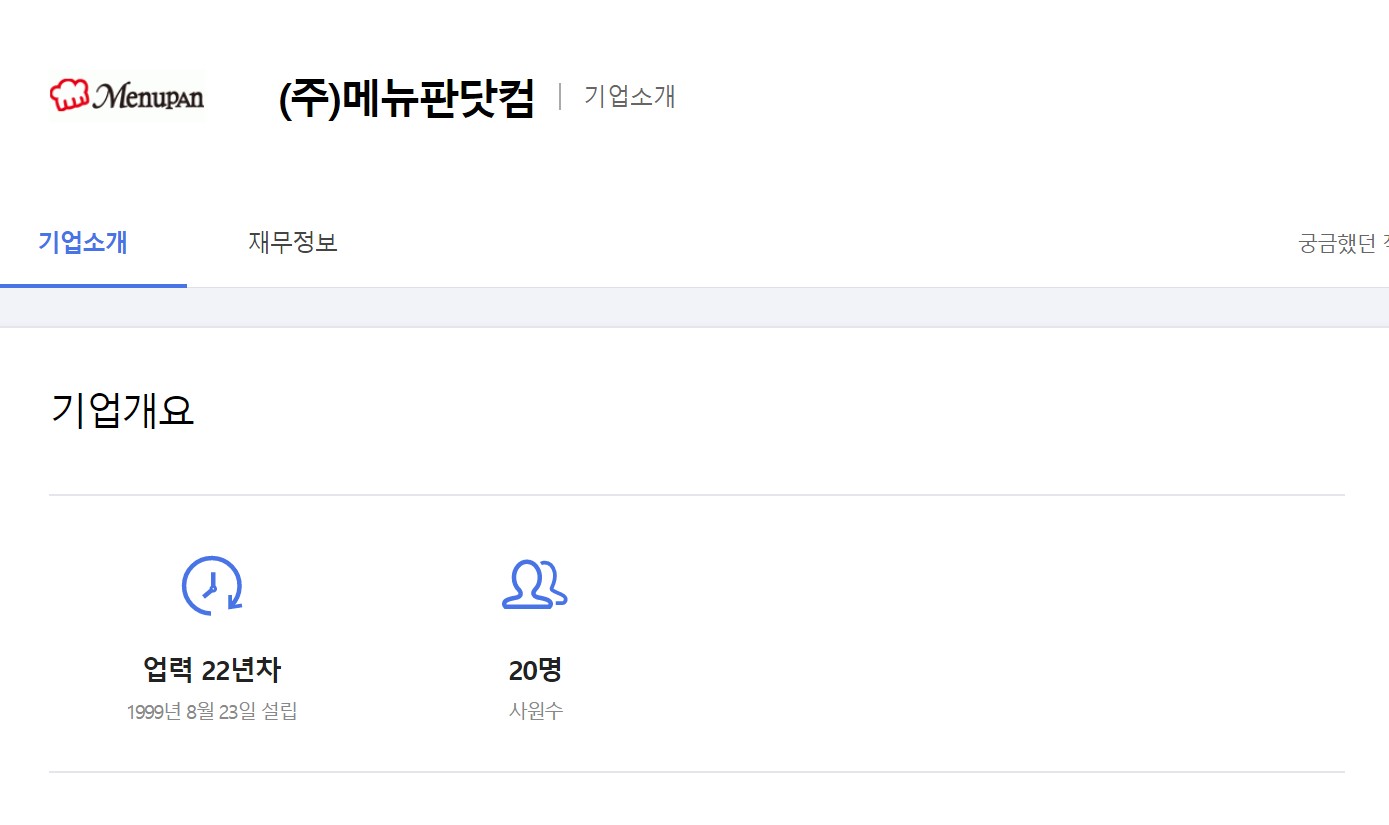 Menupan
(주)메뉴판닷컴 | 기업소개
기업소개 재무정보 궁금했던
기업개요
업력 22년차 20명
1999년 8월 23일 설립 사원수